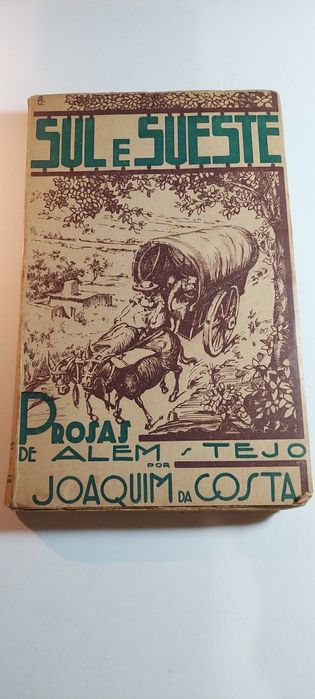 SUL E SUESTE
PROSAS
DE ALEM-TEJO
POR
JOAQUIM DA COSTA